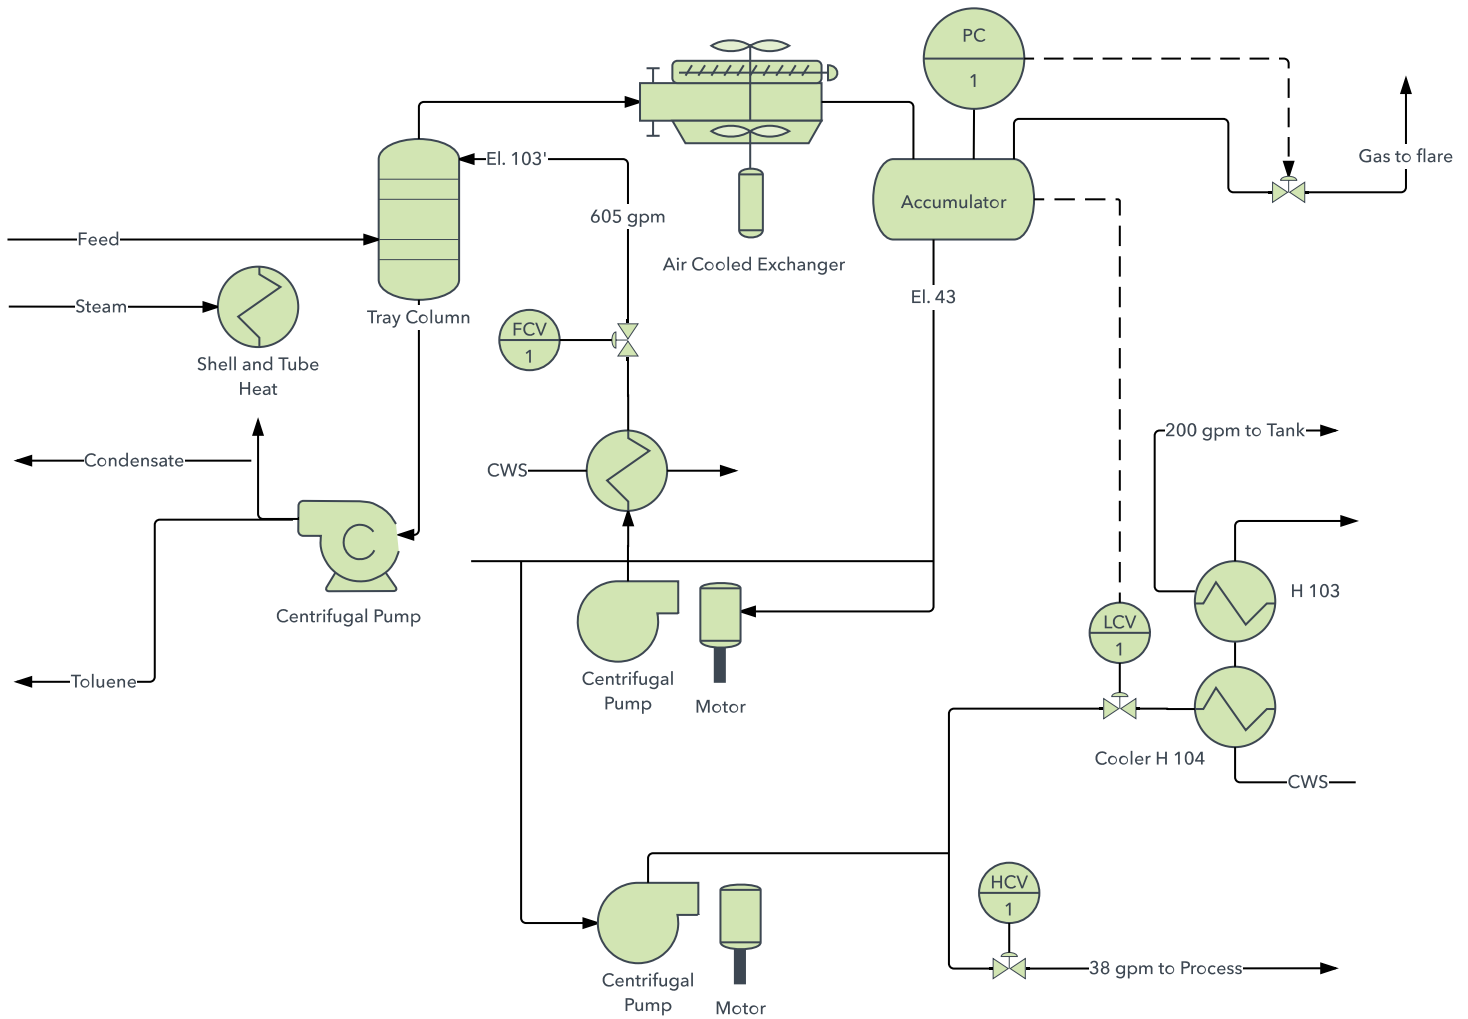 PC
1
Gas to flare
El. 103'
Accumulator
605 gpm
Feed
Air Cooled Exchanger
El. 43
Steam
Tray Column
FCV
1
Shell and Tube
Heat
200 gpm to Tank
Condensate
CWS
H 103
Centrifugal Pump
LCV
1
Toluene
Centrifugal
Pump
Motor
Cooler H 104
CWS
HCV
1
38 gpm to Process
Centrifugal
Pump
Motor